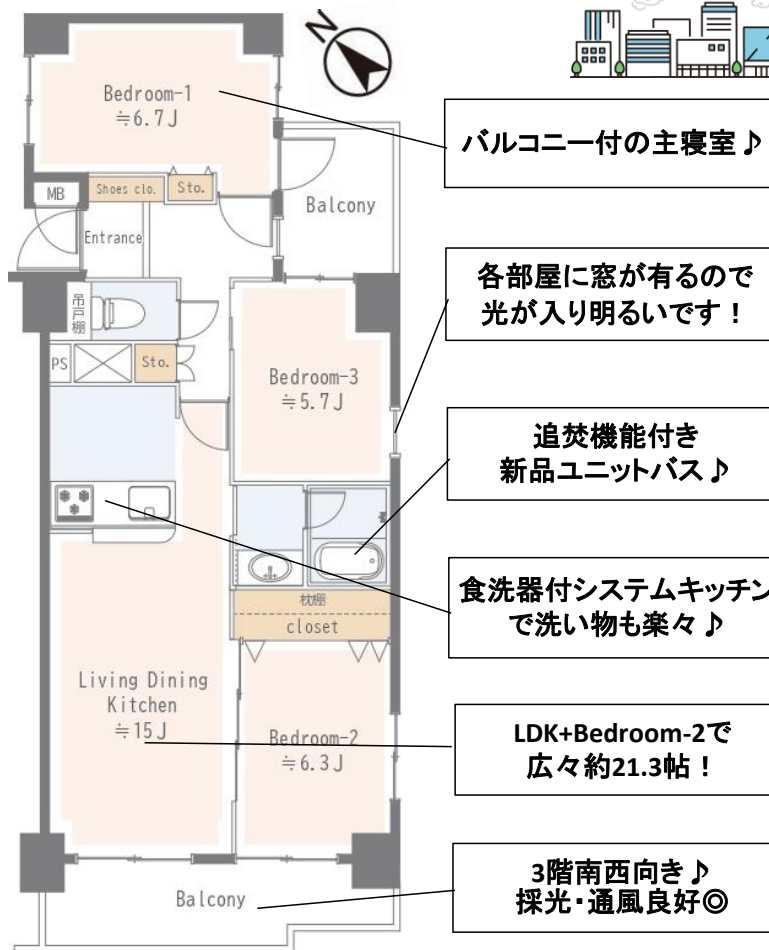 N
Bedroom-1
≒6.7J
バルコニー付の主寝室♪
MB
Shoes clo.
Sto.
Entrance
Balcony
各部屋に窓が有るので
光が入り明るいです！
吊戸棚
PS
Sto.
Bedroom-3
≒5.7J
追焚機能付き
新品ユニットバス♪
食洗器付システムキッチン
で洗い物も楽々♪
枕棚
closet
Living Dining
Kitchen
≒15J
Bedroom-2
≒6.3J
LDK+Bedroom-2で
広々約21.3帖！
Balcony
3階南西向き♪
採光・通風良好◎